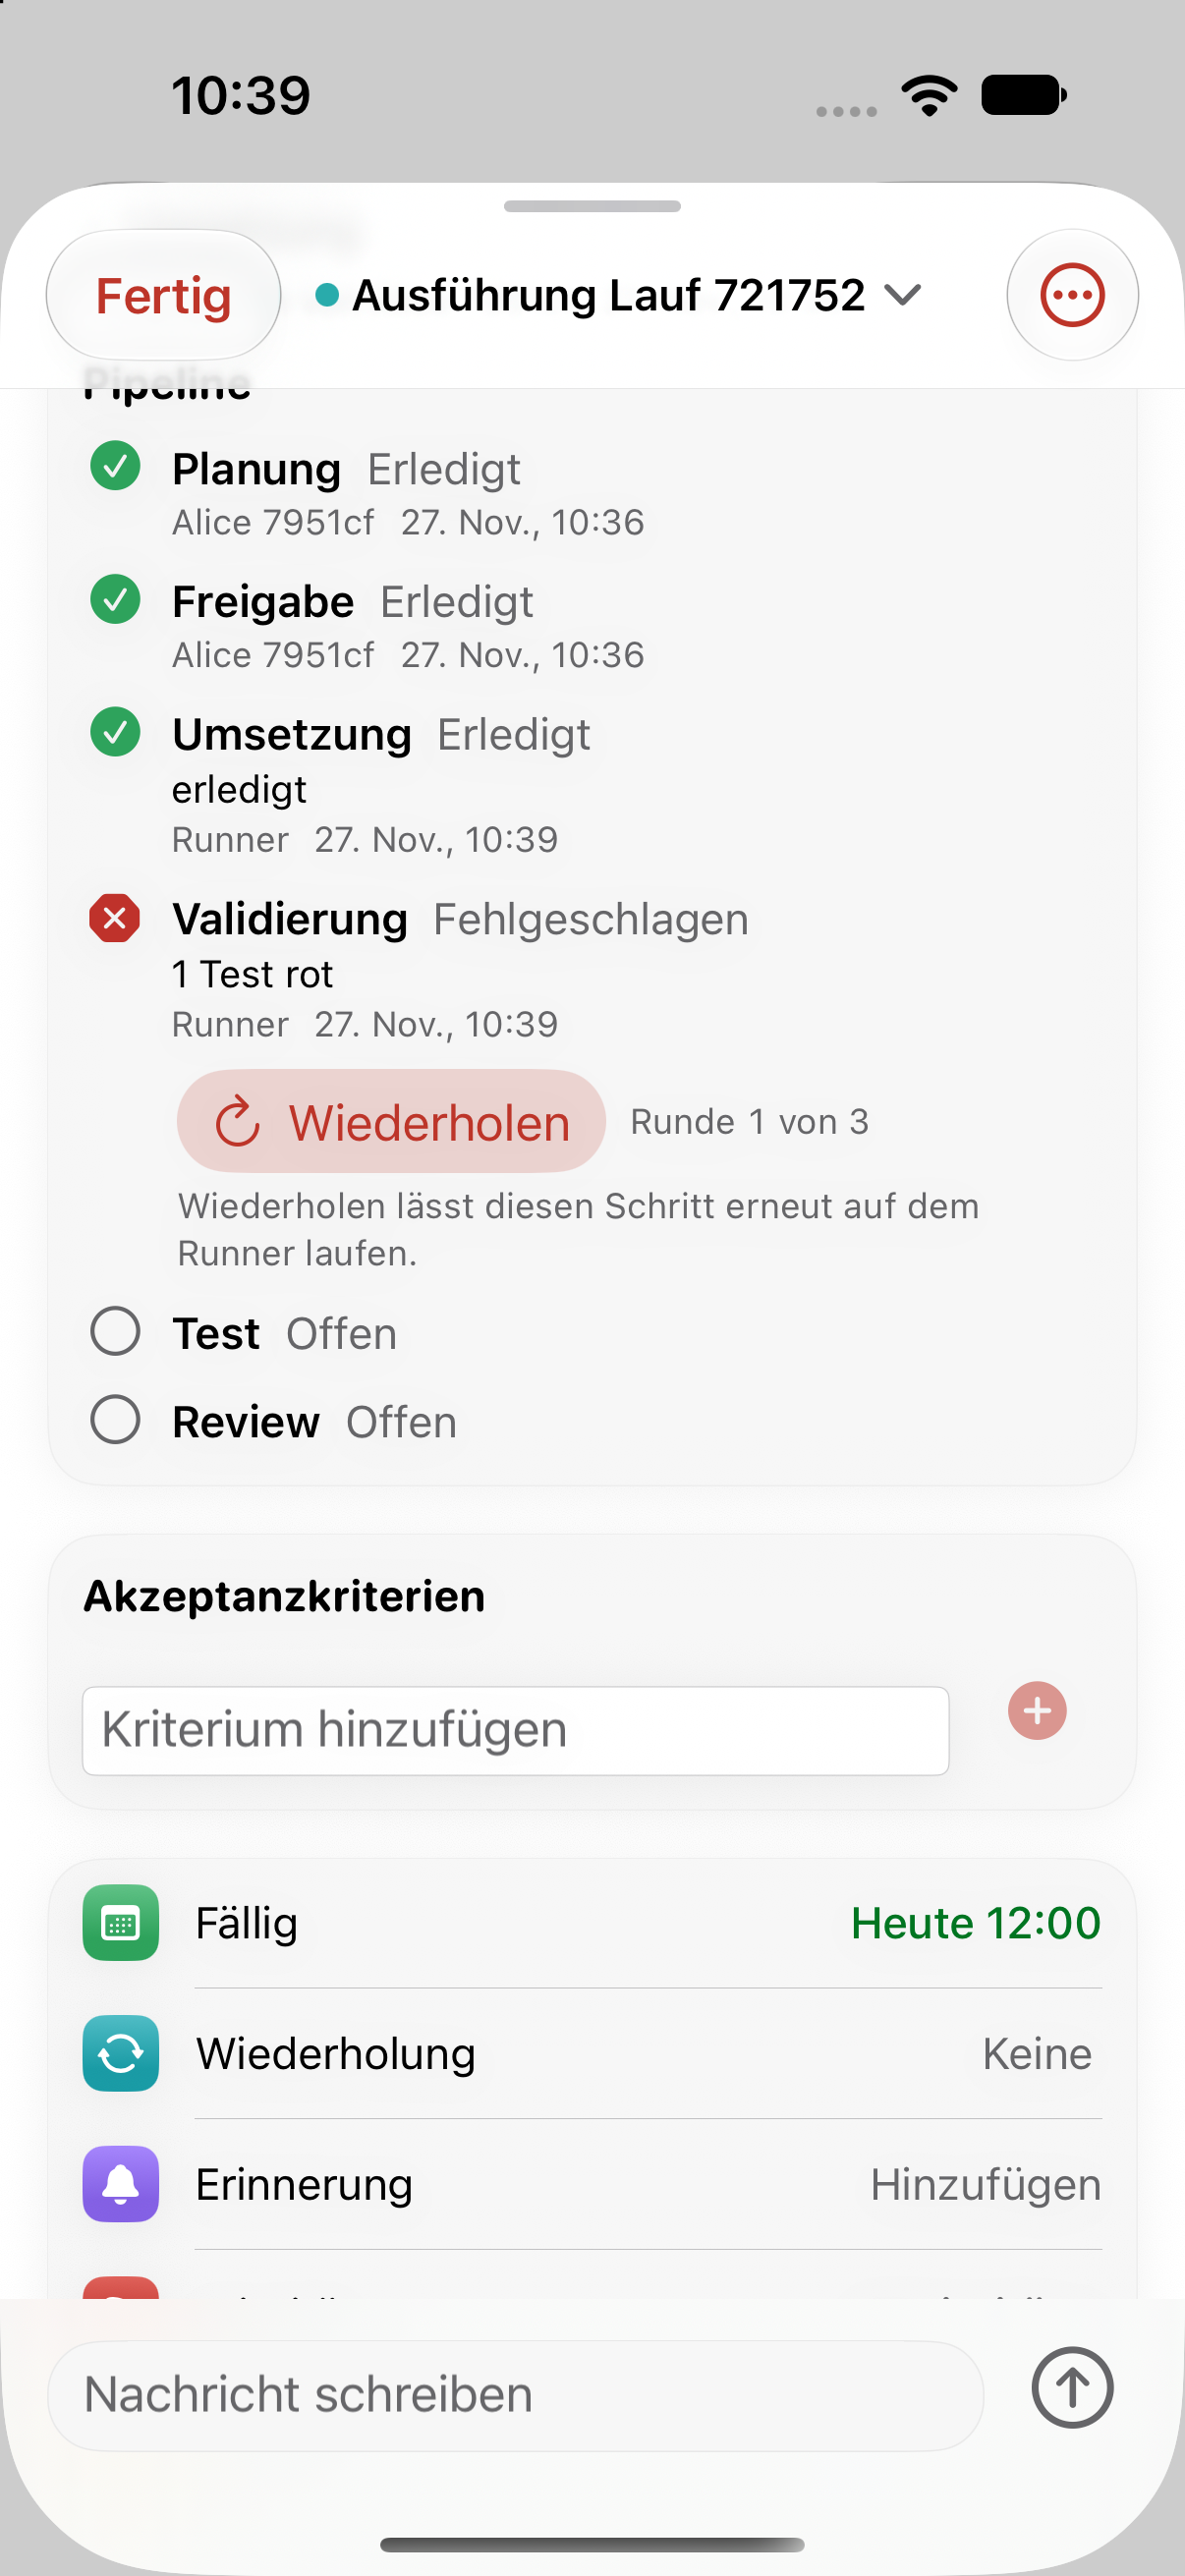 10:39
Fertig
Ausführung Lauf 721752
Pipeline
Planung Erledigt
Alice 7951cf 27. Nov., 10:36
Freigabe Erledigt
Alice 7951cf 27. Nov., 10:36
Umsetzung Erledigt
erledigt
Runner 27. Nov., 10:39
Validierung Fehlgeschlagen
1 Test rot
Runner 27. Nov., 10:39
Wiederholen Runde 1 von 3
Wiederholen lässt diesen Schritt erneut auf dem
Runner laufen.
Test Offen
Review Offen
Akzeptanzkriterien
Kriterium hinzufügen
Fällig Heute 12:00
Wiederholung Keine
Erinnerung Hinzufügen
Nachricht schreiben